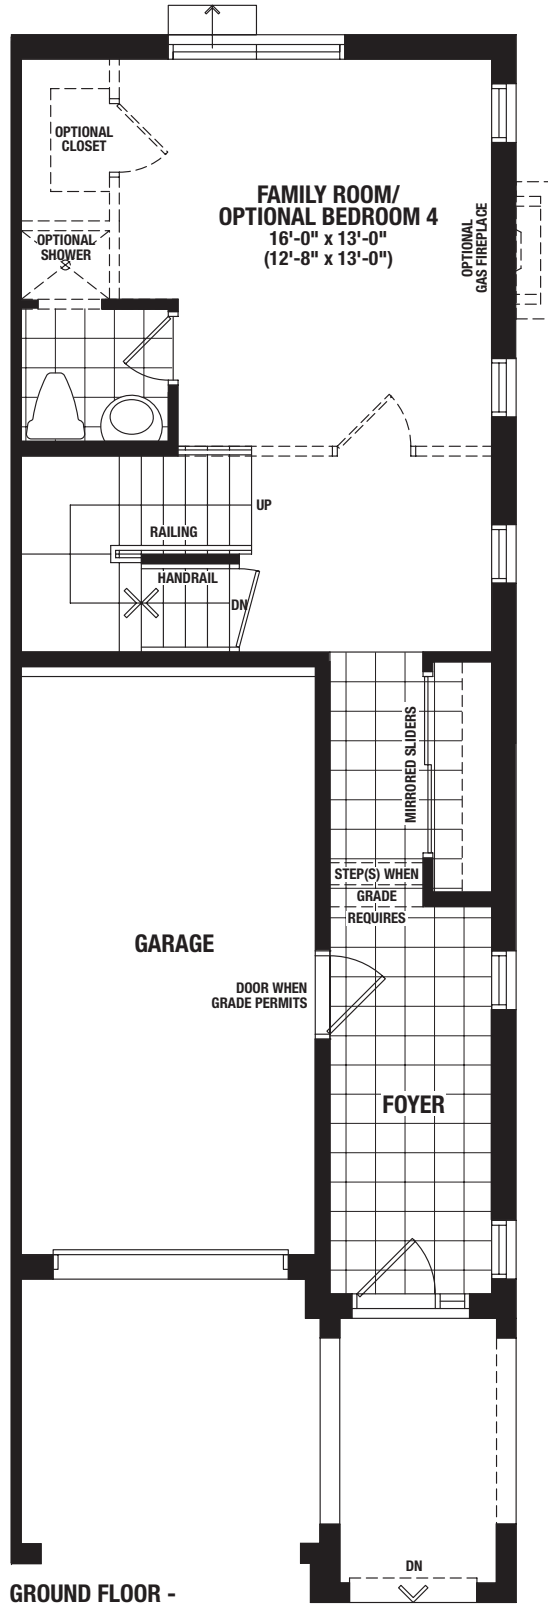 OPTIONAL
CLOSET
FAMILY ROOM/
OPTIONAL BEDROOM 4
16'-0" x 13'-0"
(12'-8" x 13'-0")
OPTIONAL
GAS FIREPLACE
OPTIONAL
SHOWER
UP
RAILING
HANDRAIL
DN
MIRRORED SLIDERS
STEP(S) WHEN
GRADE
REQUIRES
GARAGE
DOOR WHEN
GRADE PERMITS
FOYER
DN
GROUND FLOOR -